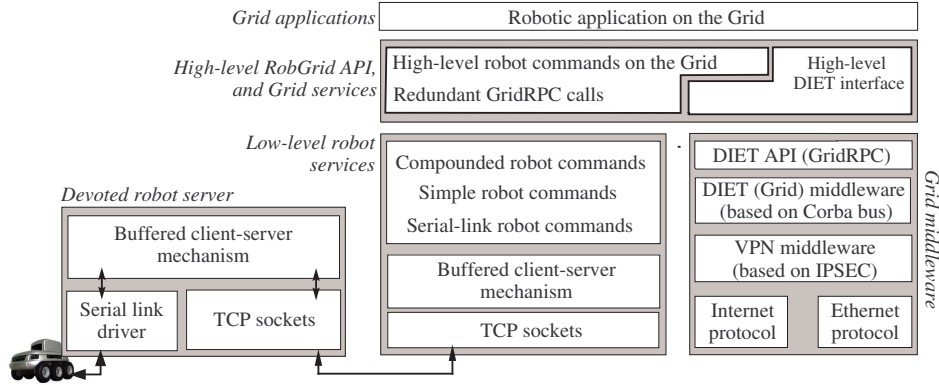 Grid applications
Robotic application on the Grid
High-level RobGrid API,
and Grid services
High-level robot commands on the Grid
Redundant GridRPC calls
High-level
DIET interface
Low-level robot
services
Compounded robot commands
Simple robot commands
Serial-link robot commands
Buffered client-server
mechanism
TCP sockets
DIET API (GridRPC)
DIET (Grid) middleware
(based on Corba bus)
VPN middleware
(based on IPSEC)
Internet
protocol
Ethernet
protocol
Grid middleware
Devoted robot server
Buffered client-server
mechanism
Serial link
driver
TCP sockets